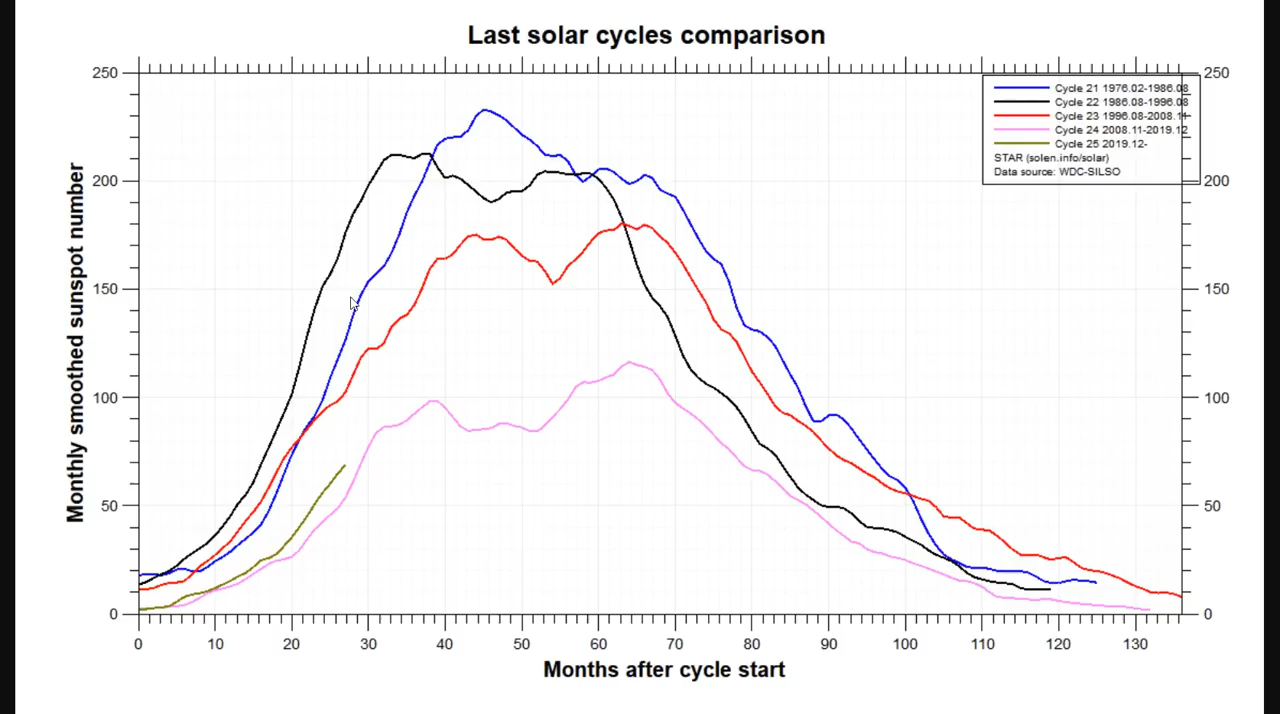 Last solar cycles comparison
250
200
150
100
50
0
Monthly smoothed sunspot number
250
200
150
100
50
0
Cycle 21 1976.02-1986.08
Cycle 22 1986.08-1996.08
Cycle 23 1996.08-2008.11
Cycle 24 2008.11-2019.12
Cycle 25 2019.12-
STAR (solen.info/solar)
Data source: WDC-SILSO
0 10 20 30 40 50 60 70 80 90 100 110 120 130
Months after cycle start